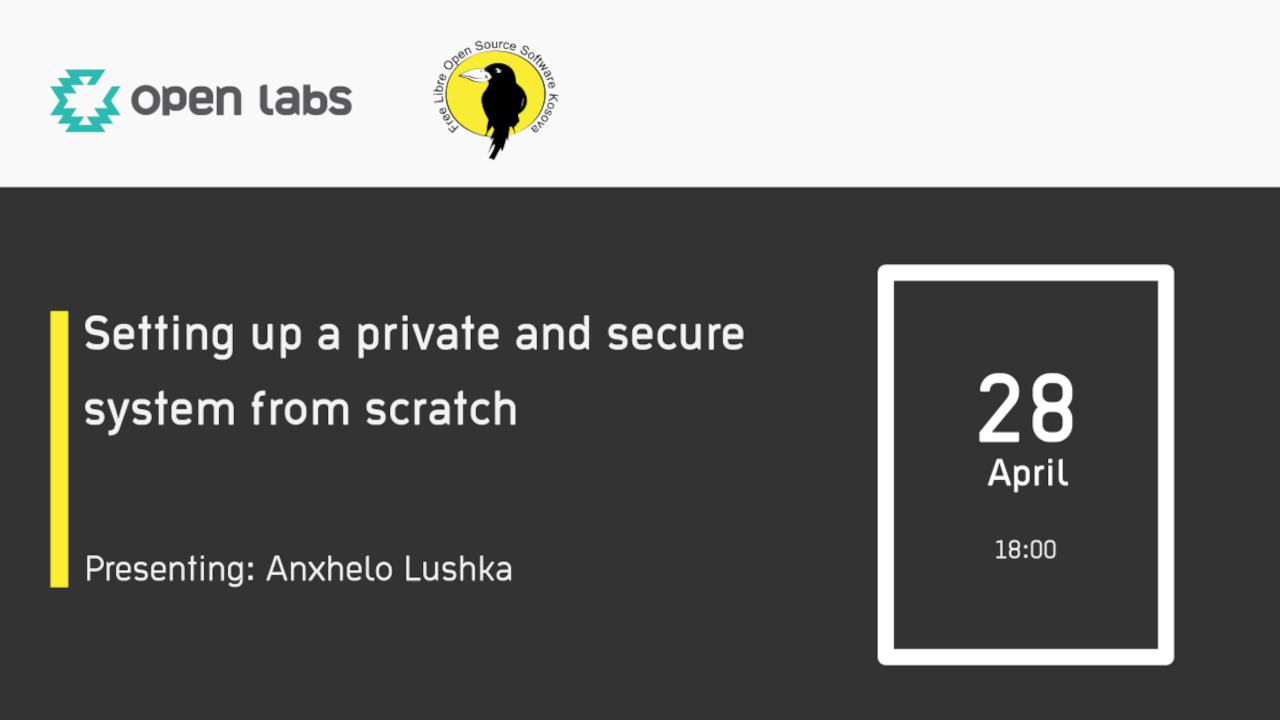 open labs
Free Libre Open Source Software Kosova
Setting up a private and secure
system from scratch
Presenting: Anxhelo Lushka
28
April
18:00